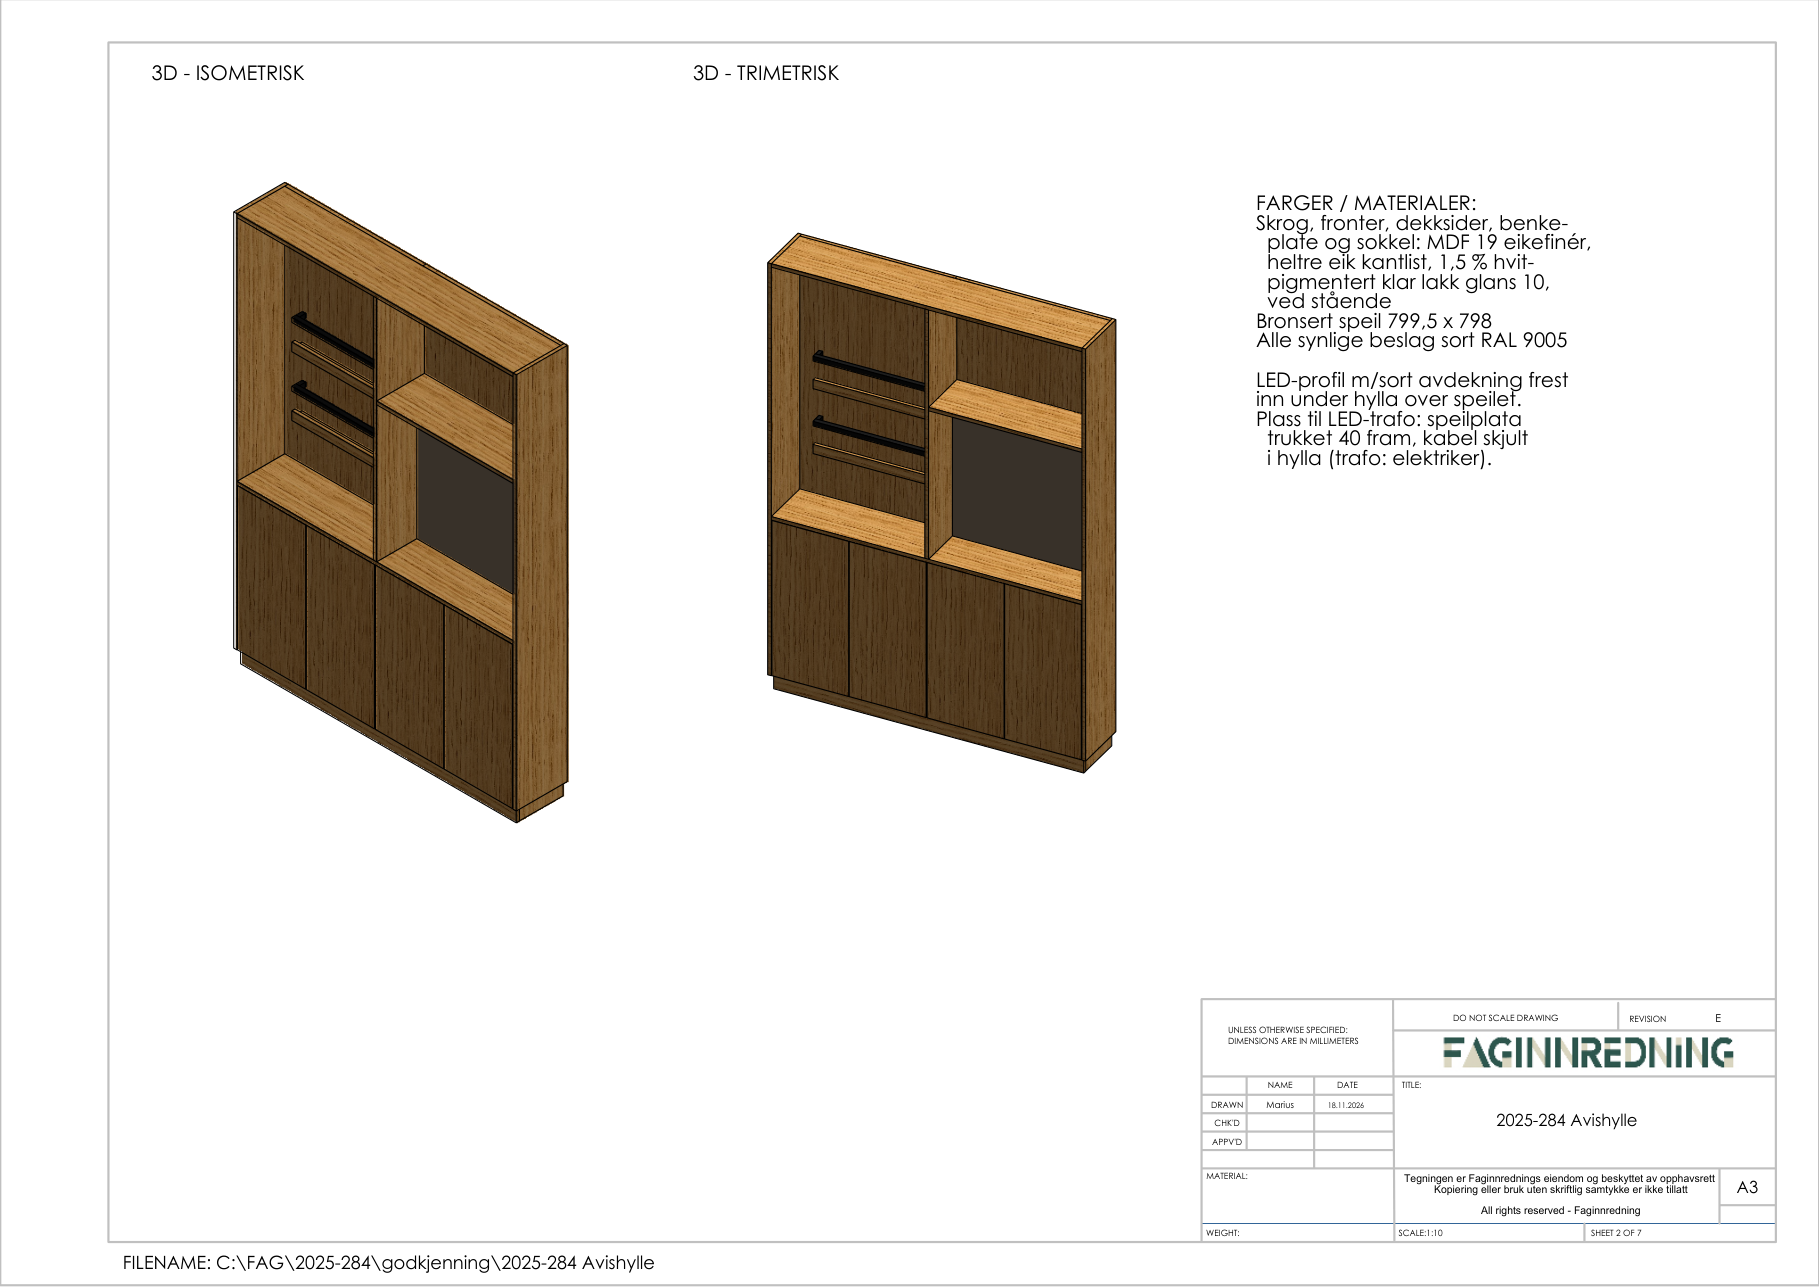 3D - ISOMETRISK
3D - TRIMETRISK
FARGER / MATERIALER:
Skrog, fronter, dekksider, benke-
plate og sokkel: MDF 19 eikefinér,
heltre eik kantlist, 1,5 % hvit-
pigmentert klar lakk glans 10,
ved stående
Bronsert speil 799,5 x 798
Alle synlige beslag sort RAL 9005
LED-profil m/sort avdekning frest
inn under hylla over speilet.
Plass til LED-trafo: speilplata
trukket 40 fram, kabel skjult
i hylla (trafo: elektriker).
UNLESS OTHERWISE SPECIFIED:
DIMENSIONS ARE IN MILLIMETERS
DO NOT SCALE DRAWING
REVISION E
FAGINNREDNING
NAME DATE
DRAWN Marius 18.11.2026
CHK'D
APPV'D
TITLE:
2025-284 Avishylle
MATERIAL:
Tegningen er Faginnrednings eiendom og beskyttet av opphavsrett
Kopiering eller bruk uten skriftlig samtykke er ikke tillatt
All rights reserved - Faginnredning
A3
WEIGHT:
SCALE:1:10
SHEET 2 OF 7
FILENAME: C:\FAG\2025-284\godkjenning\2025-284 Avishylle